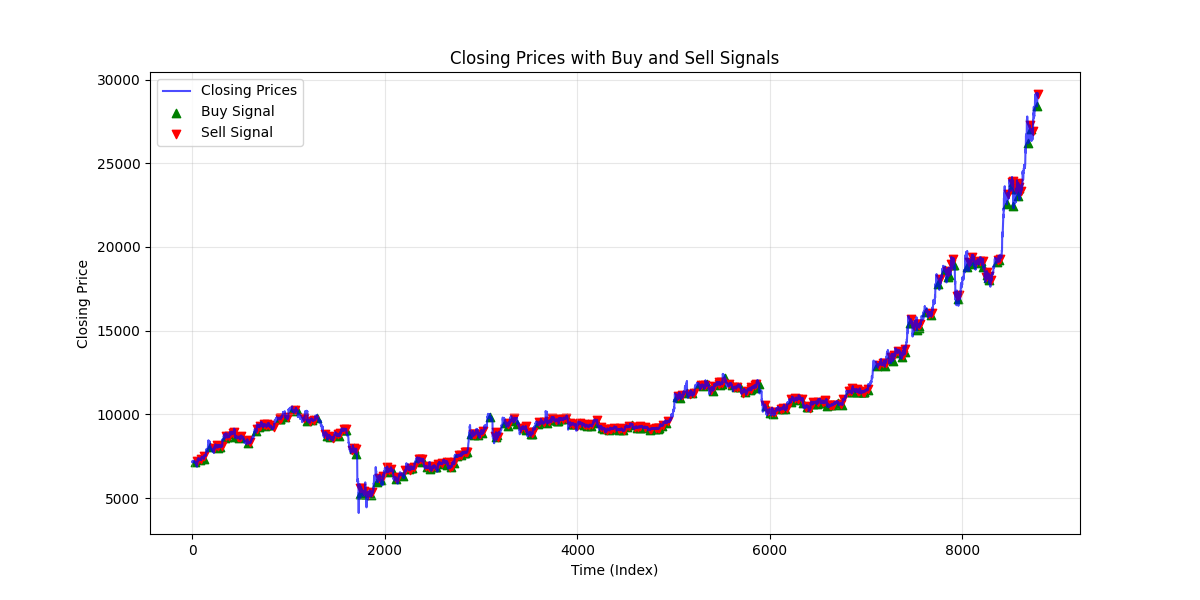 Closing Prices with Buy and Sell Signals
Closing Prices
Buy Signal
Sell Signal
30000
25000
20000
15000
10000
5000
Closing Price
0 2000 4000 6000 8000
Time (Index)